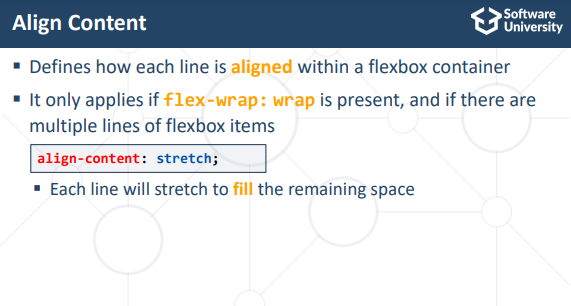 Align Content
Software
University
▪ Defines how each line is aligned within a flexbox container
▪ It only applies if flex-wrap: wrap is present, and if there are
multiple lines of flexbox items
align-content: stretch;
▪ Each line will stretch to fill the remaining space